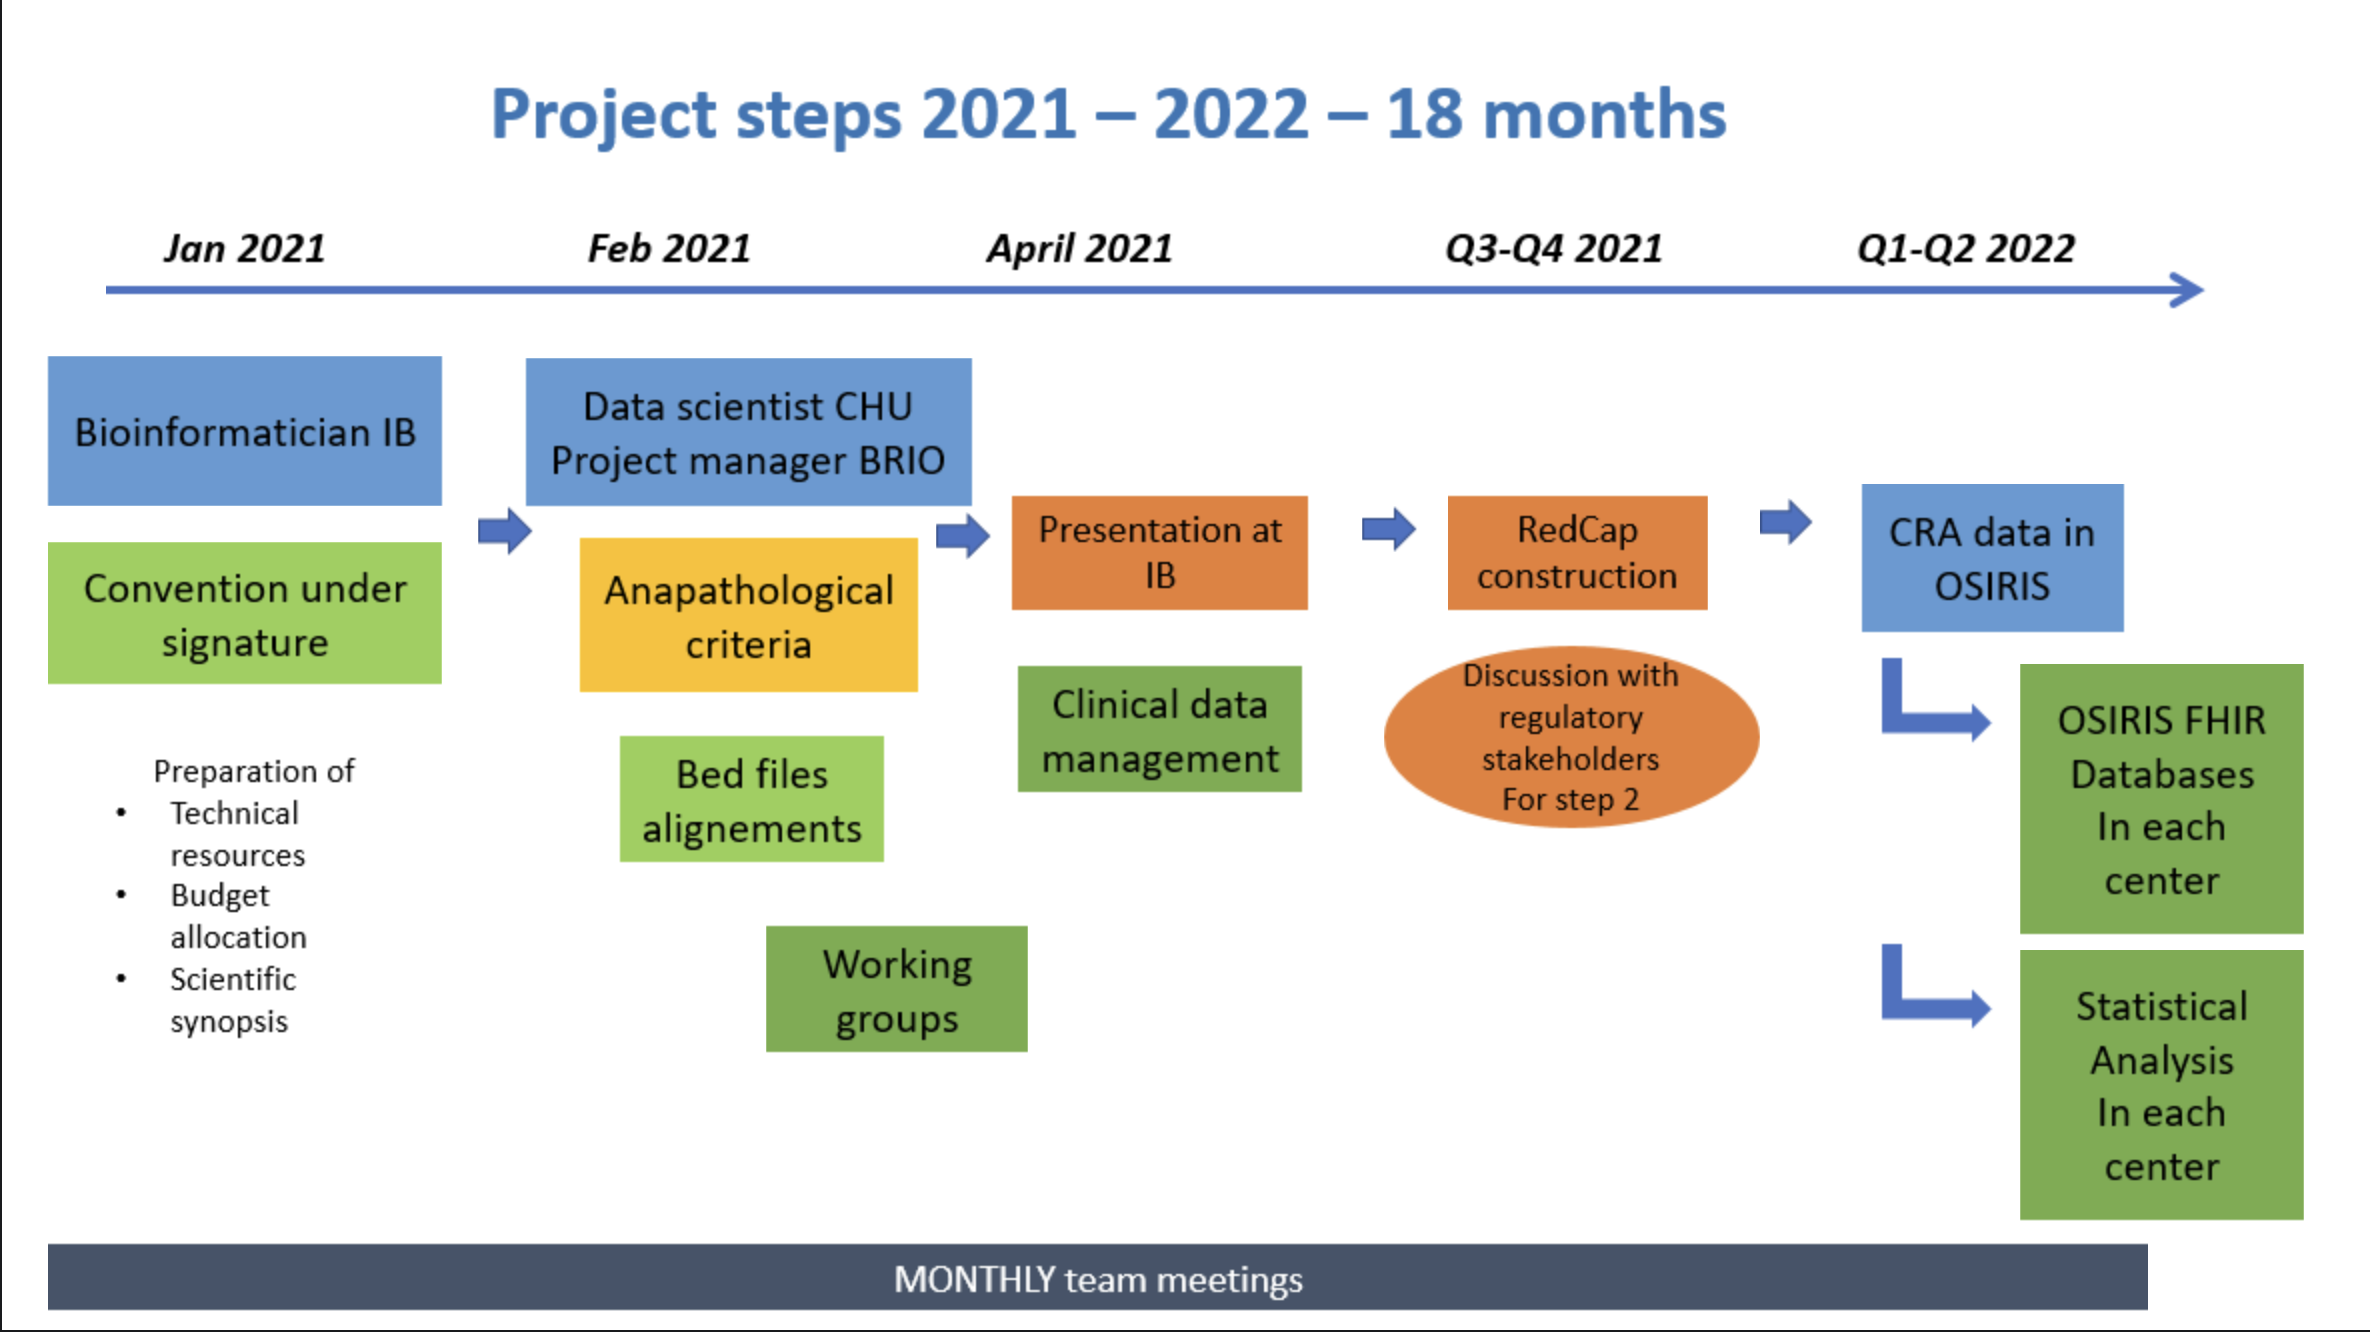 Project steps 2021 – 2022 – 18 months
Jan 2021
Feb 2021
April 2021
Q3-Q4 2021
Q1-Q2 2022
Bioinformatician IB
Convention under
signature
Preparation of
• Technical
resources
• Budget
allocation
• Scientific
synopsis
Data scientist CHU
Project manager BRIO
Anapathological
criteria
Bed files
alignements
Working
groups
Presentation at
IB
Clinical data
management
RedCap
construction
Discussion with
regulatory
stakeholders
For step 2
CRA data in
OSIRIS
OSIRIS FHIR
Databases
In each
center
Statistical
Analysis
In each
center
MONTHLY team meetings